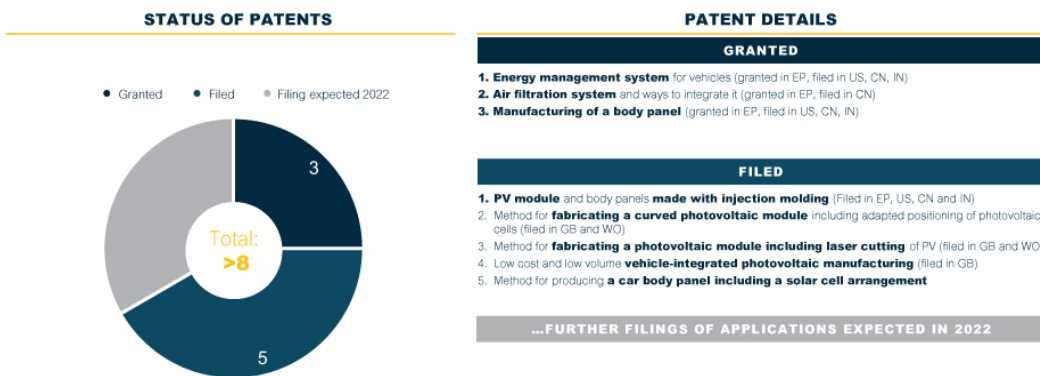 STATUS OF PATENTS
Granted
Filed
Filing expected 2022
3
Total:
>8
5
PATENT DETAILS
GRANTED
1. Energy management system for vehicles (granted in EP, filed in US, CN, IN)
2. Air filtration system and ways to integrate it (granted in EP, filed in CN)
3. Manufacturing of a body panel (granted in EP, filed in US, CN, IN)
FILED
1. PV module and body panels made with injection molding (Filed in EP, US, CN and IN)
2. Method for fabricating a curved photovoltaic module including adapted positioning of photovoltaic
cells (filed in GB and WO)
3. Method for fabricating a photovoltaic module including laser cutting of PV (filed in GB and WO
4. Low cost and low volume vehicle-integrated photovoltaic manufacturing (filed in GB)
5. Method for producing a car body panel including a solar cell arrangement
...FURTHER FILINGS OF APPLICATIONS EXPECTED IN 2022